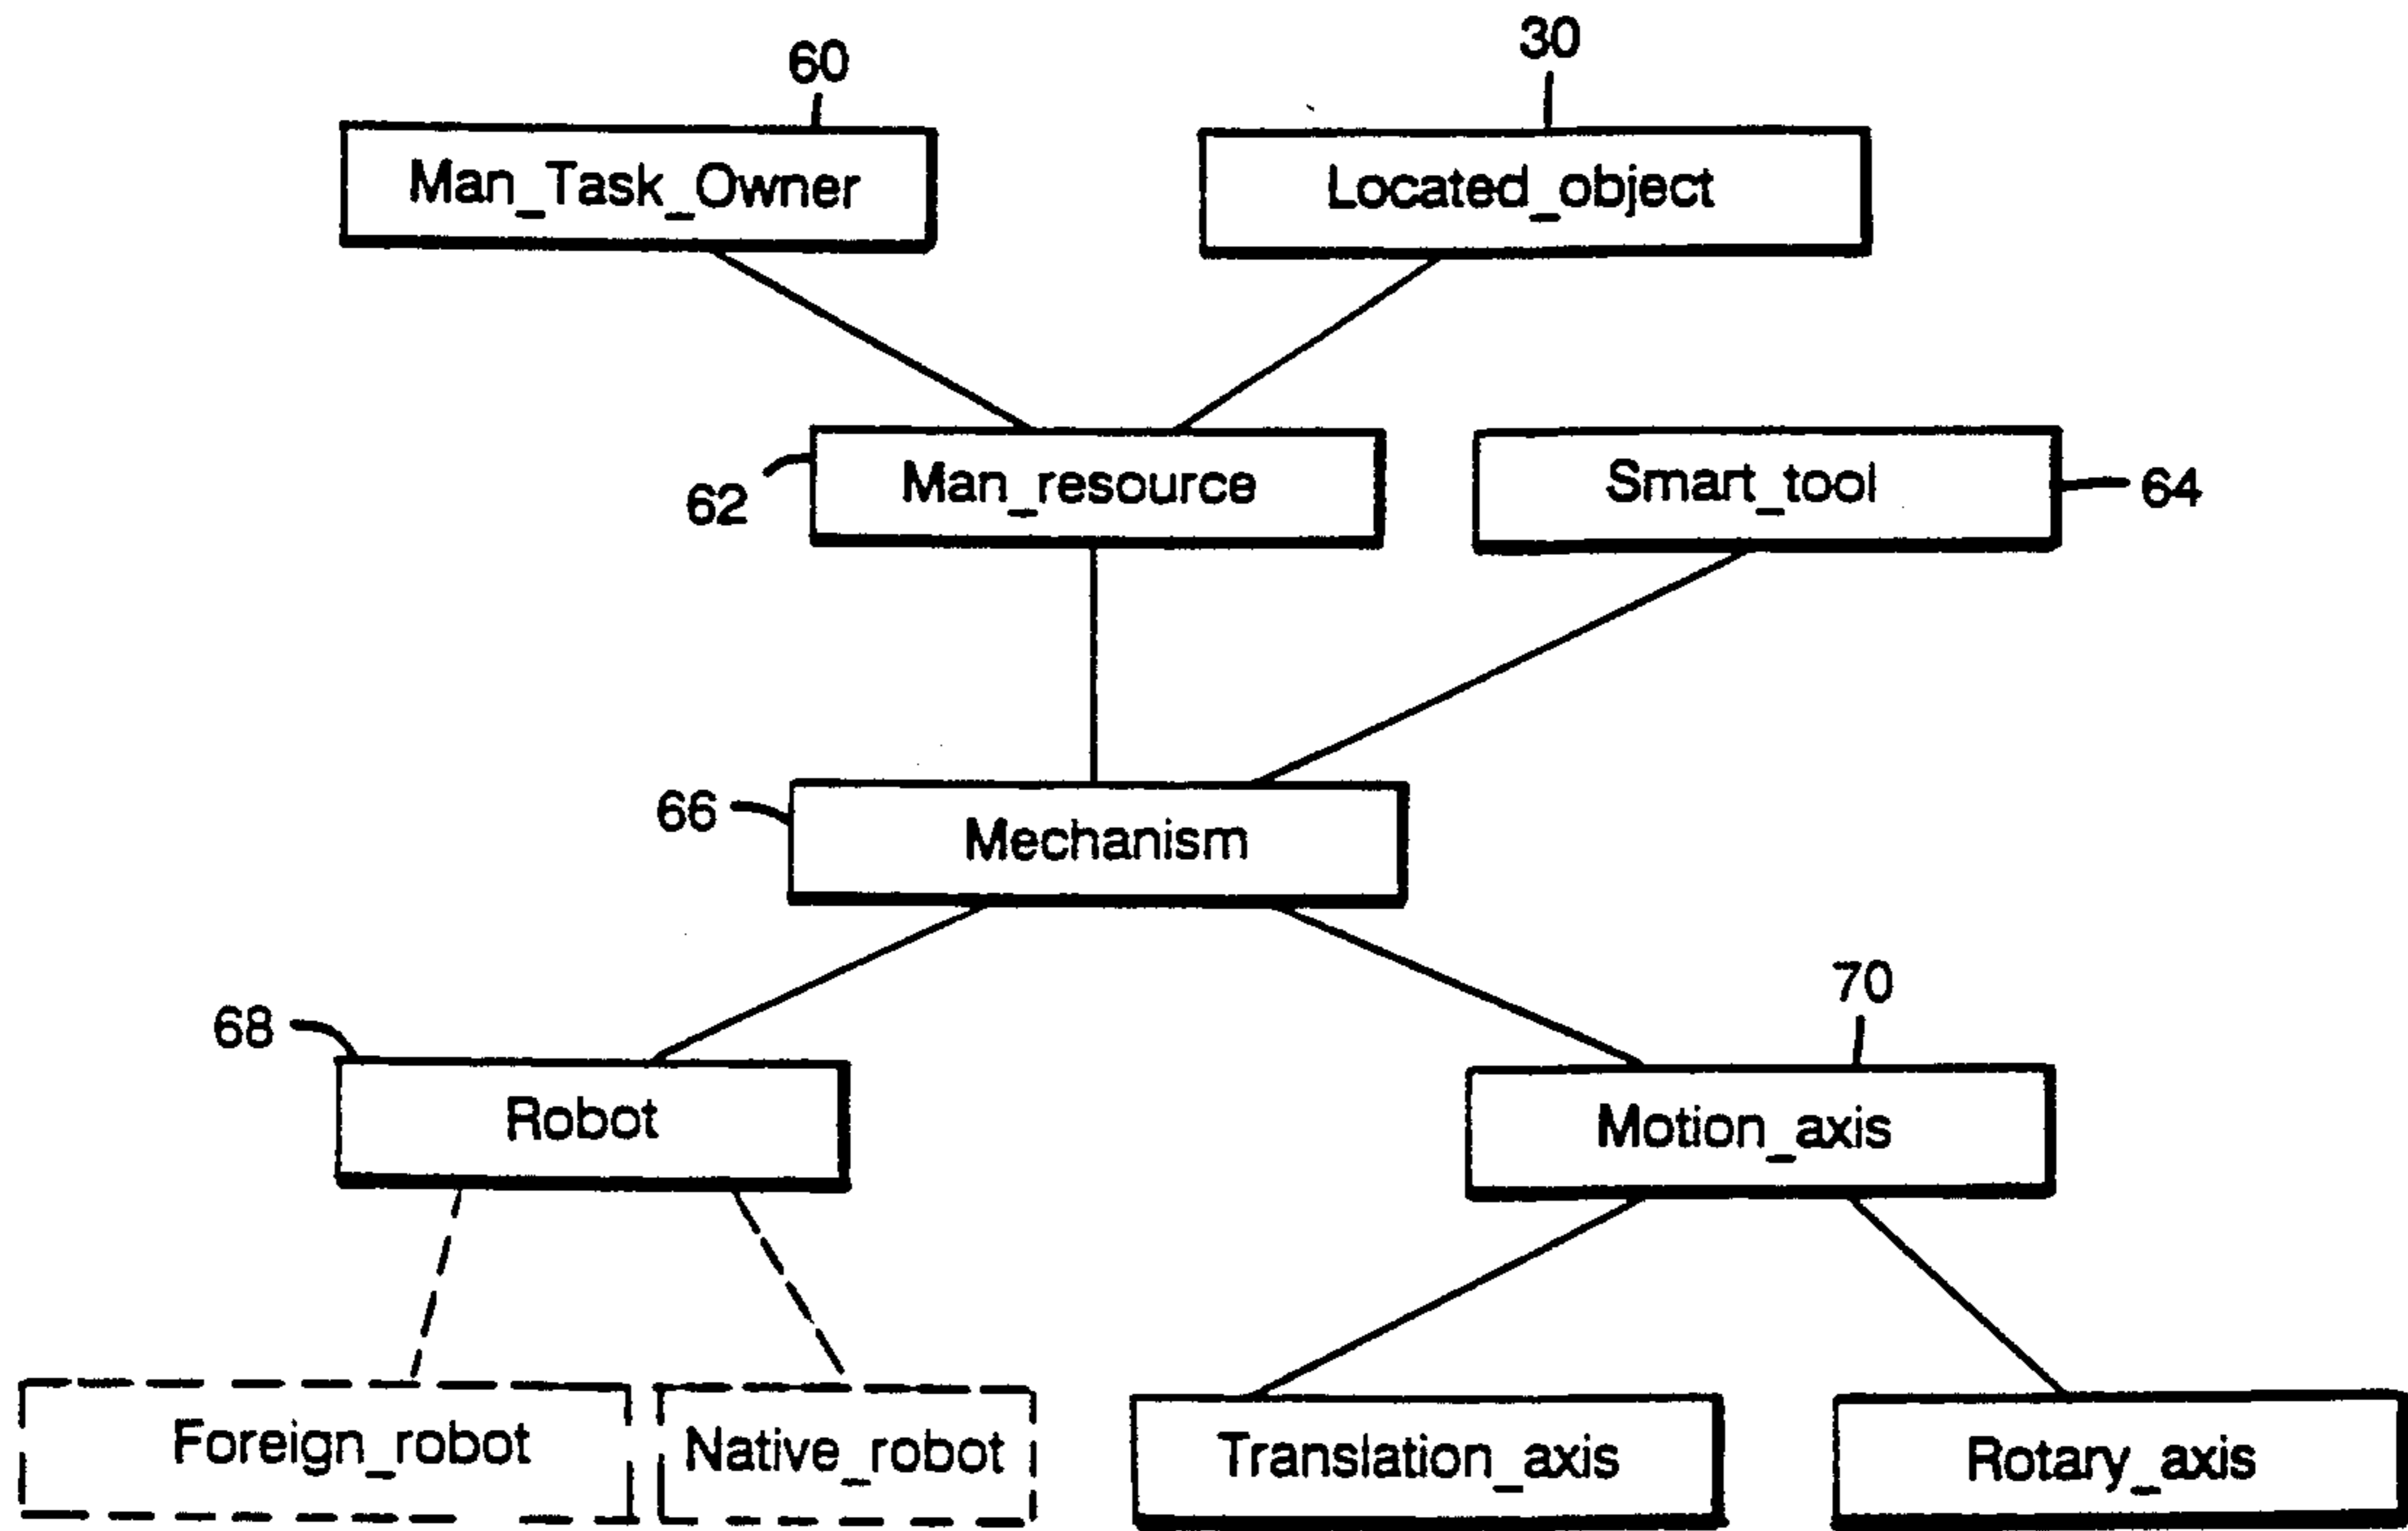 60
30
Man_Task_Owner
Located_object
Man_resource
Smart_tool
62
64
66
Mechanism
70
68
Robot
Motion_axis
Foreign_robot
Native_robot
Translation_axis
Rotary_axis